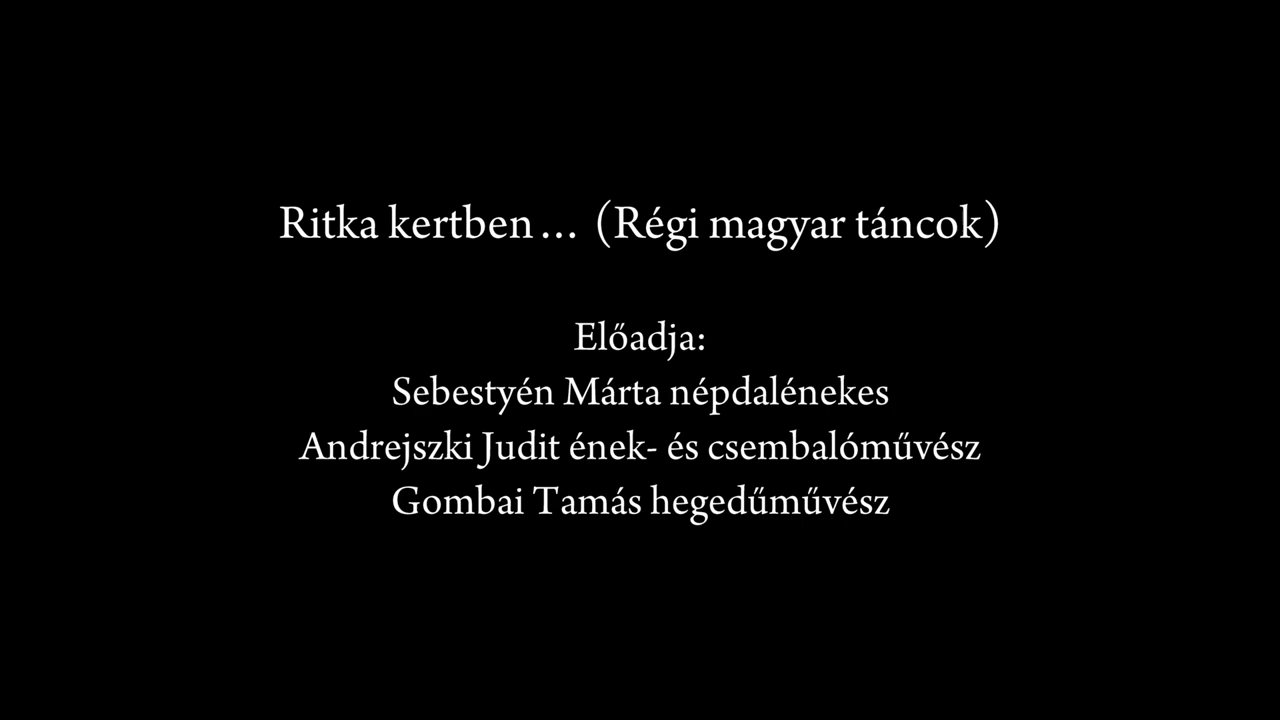 Ritka kertben… (Régi magyar táncok)
Előadja:
Sebestyén Márta népdalénekes
Andrejszki Judit ének- és csembalóművész
Gombai Tamás hegedűművész